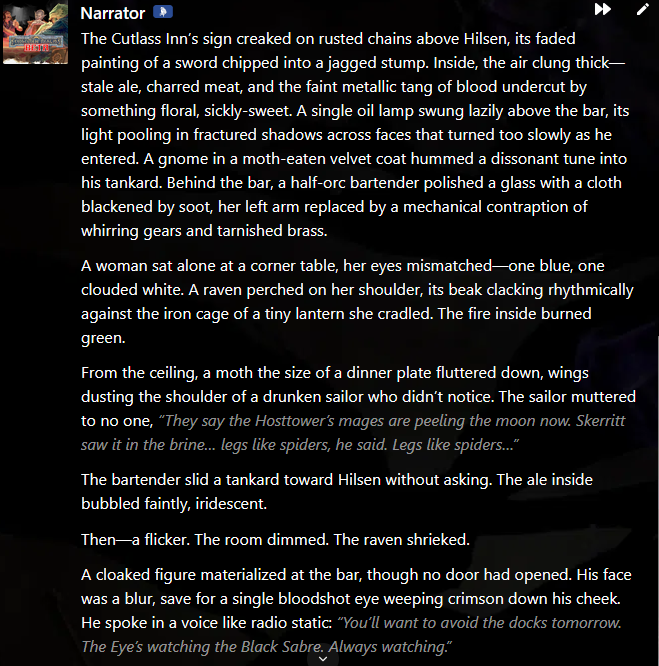 Narrator
The Cutlass Inn’s sign creaked on rusted chains above Hilsen, its faded
painting of a sword chipped into a jagged stump. Inside, the air clung thick—
stale ale, charred meat, and the faint metallic tang of blood undercut by
something floral, sickly-sweet. A single oil lamp swung lazily above the bar, its
light pooling in fractured shadows across faces that turned too slowly as he
entered. A gnome in a moth-eaten velvet coat hummed a dissonant tune into
his tankard. Behind the bar, a half-orc bartender polished a glass with a cloth
blackened by soot, her left arm replaced by a mechanical contraption of
whirring gears and tarnished brass.
A woman sat alone at a corner table, her eyes mismatched—one blue, one
clouded white. A raven perched on her shoulder, its beak clacking rhythmically
against the iron cage of a tiny lantern she cradled. The fire inside burned
green.
From the ceiling, a moth the size of a dinner plate fluttered down, wings
dusting the shoulder of a drunken sailor who didn’t notice. The sailor muttered
to no one, “They say the Hosttower’s mages are peeling the moon now. Skerritt
saw it in the brine... legs like spiders, he said. Legs like spiders...”
The bartender slid a tankard toward Hilsen without asking. The ale inside
bubbled faintly, iridescent.
Then—a flicker. The room dimmed. The raven shrieked.
A cloaked figure materialized at the bar, though no door had opened. His face
was a blur, save for a single bloodshot eye weeping crimson down his cheek.
He spoke in a voice like radio static: “You’ll want to avoid the docks tomorrow.
The Eye’s watching the Black Sabre. Always watching.”